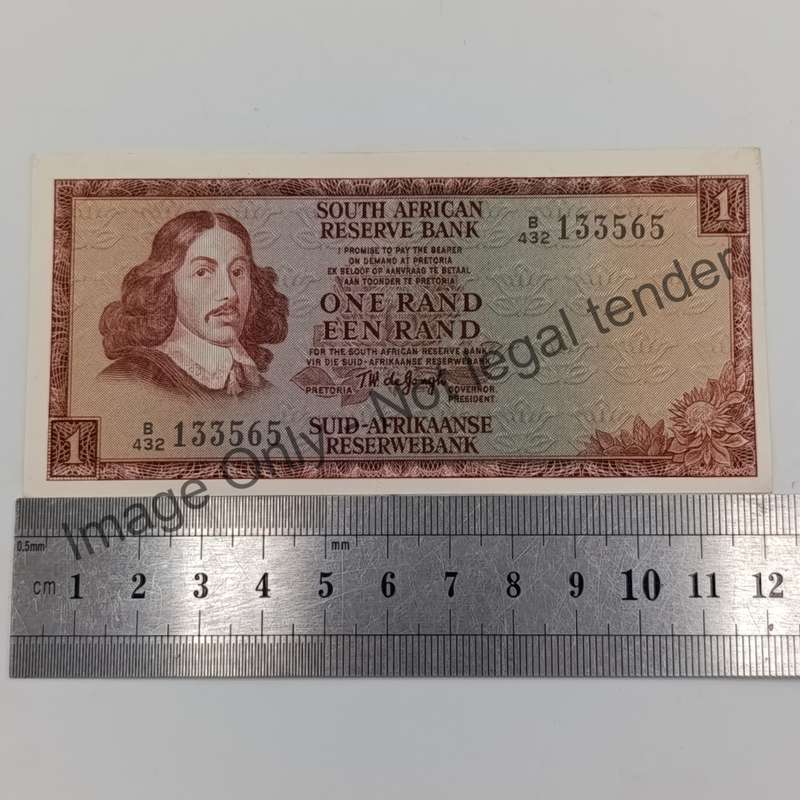 1
SOUTH AFRICAN
RESERVE BANK
B
432 133565
I PROMISE TO PAY THE BEARER
ON DEMAND AT PRETORIA
EK BELOOF OP AANVRAAG TE BETAAL
AAN TOONDER TE PRETORIA
ONE RAND
EEN RAND
FOR THE SOUTH AFRICAN RESERVE BANK
VIR DIE SUID-AFRIKAANSE RESERWEBANK
T.W. de Jongh
PRETORIA GOVERNOR
PRESIDENT
B
432 133565
SUID-AFRIKAANSE
RESERWEBANK
1
Image Only - Not legal tender
0,5mm mm
cm 1 2 3 4 5 6 7 8 9 10 11 12